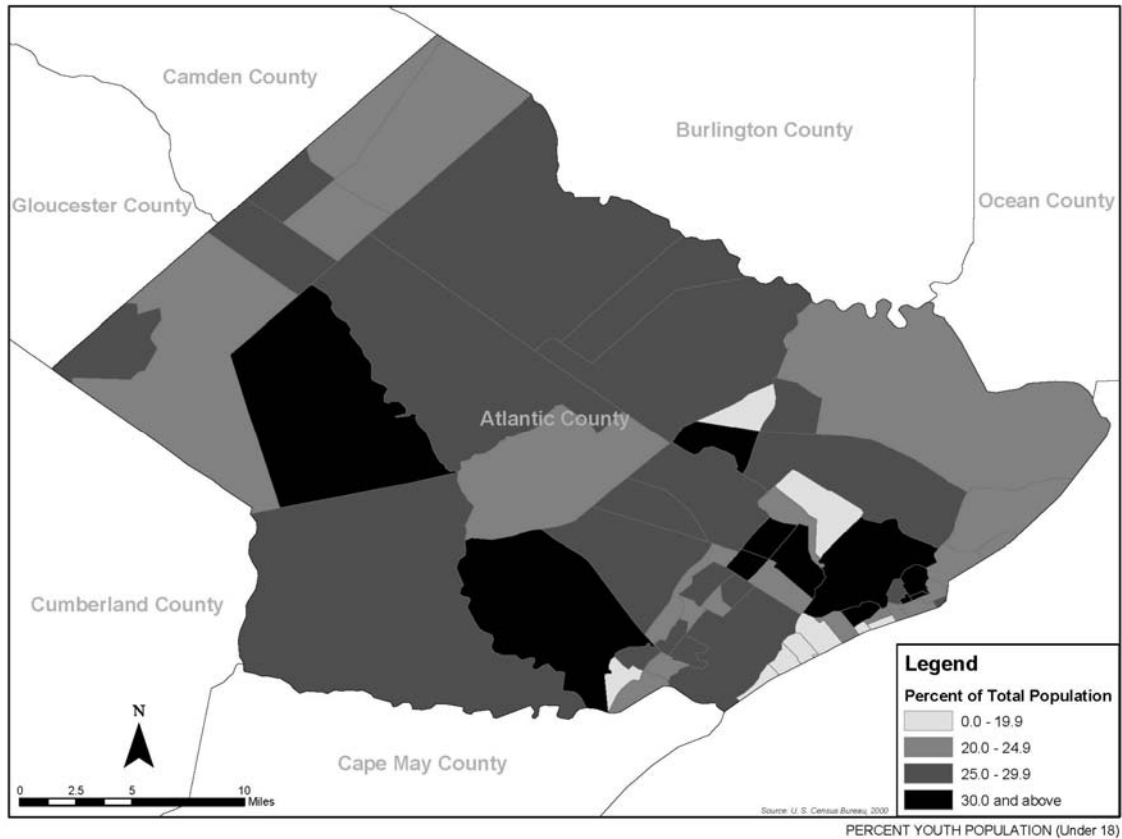 Camden County
Burlington County
Gloucester County
Ocean County
Atlantic County
Cumberland County
Cape May County
N
0 2.5 5 10
Miles
Legend
Percent of Total Population
0.0 - 19.9
20.0 - 24.9
25.0 - 29.9
30.0 and above
Source: U. S. Census Bureau, 2000
PERCENT YOUTH POPULATION (Under 18)